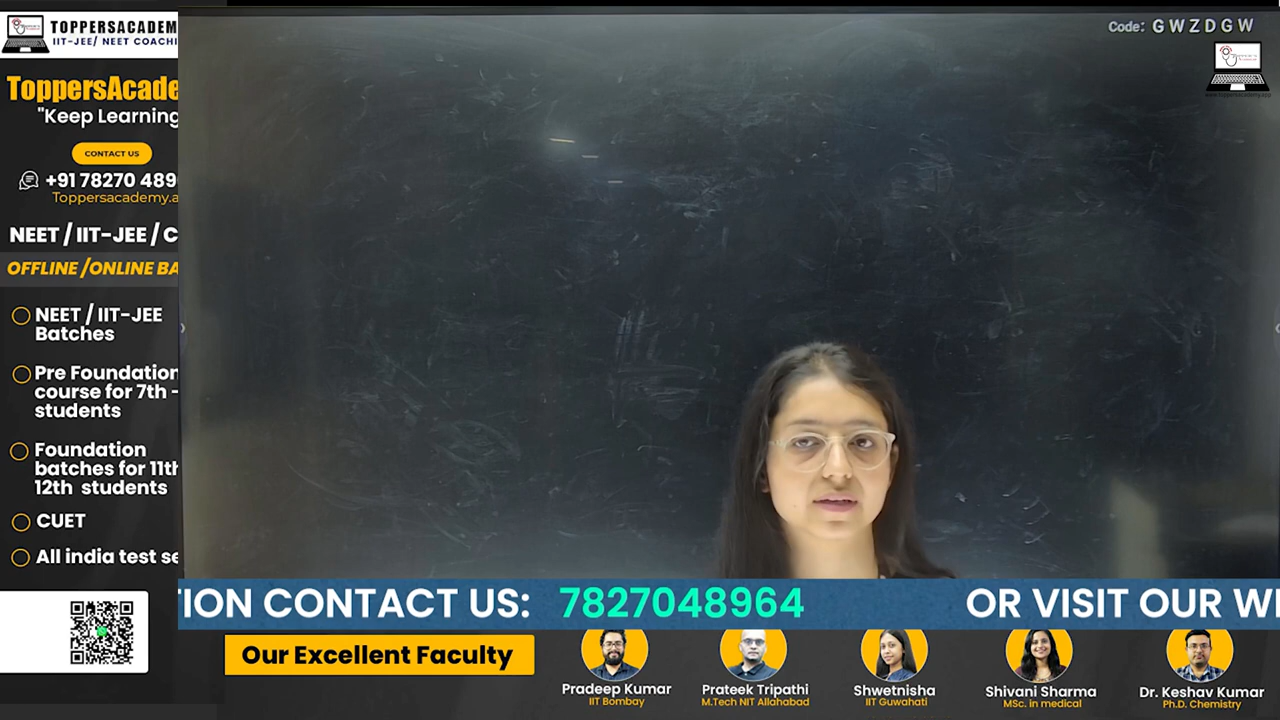 TOPPERSACADEM
IIT-JEE/ NEET COACHI
ToppersAcade
"Keep Learning
CONTACT US
+91 78270 489
Toppersacademy.a
NEET / IIT-JEE / C
OFFLINE /ONLINE BA
NEET / IIT-JEE
Batches
Pre Foundation
course for 7th -
students
Foundation
batches for 11th
12th students
CUET
All india test se
Code: GWZDGW
TION CONTACT US: 7827048964 OR VISIT OUR WE
Our Excellent Faculty
Pradeep Kumar
IIT Bombay
Prateek Tripathi
M.Tech NIT Allahabad
Shwetnisha
IIT Guwahati
Shivani Sharma
MSc. in medical
Dr. Keshav Kumar
Ph.D. Chemistry